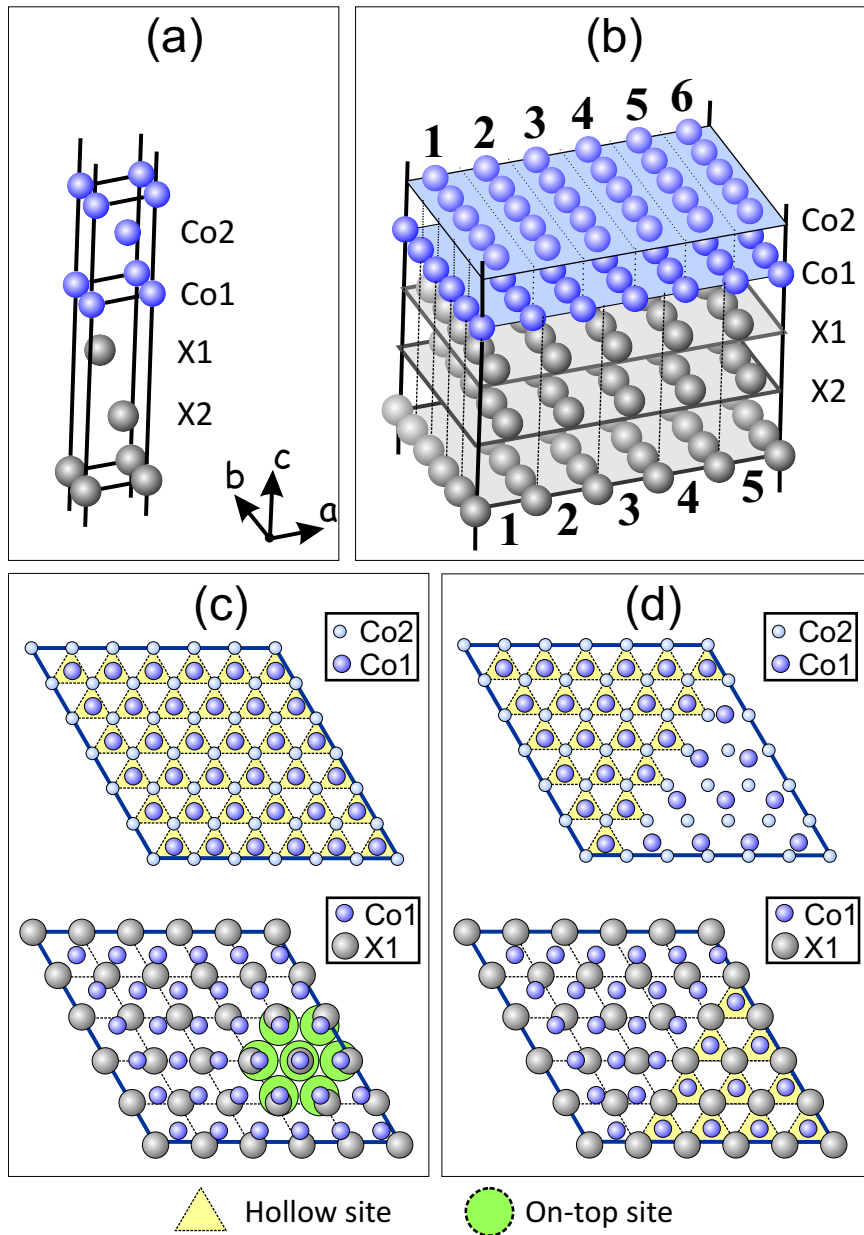 (a)
Co2
Co1
X1
X2
c
b
a
(b)
1 2 3 4 5 6
Co2
Co1
X1
X2
1 2 3 4 5
(c)
Co2
Co1
Co1
X1
(d)
Co2
Co1
Co1
X1
Hollow site
On-top site